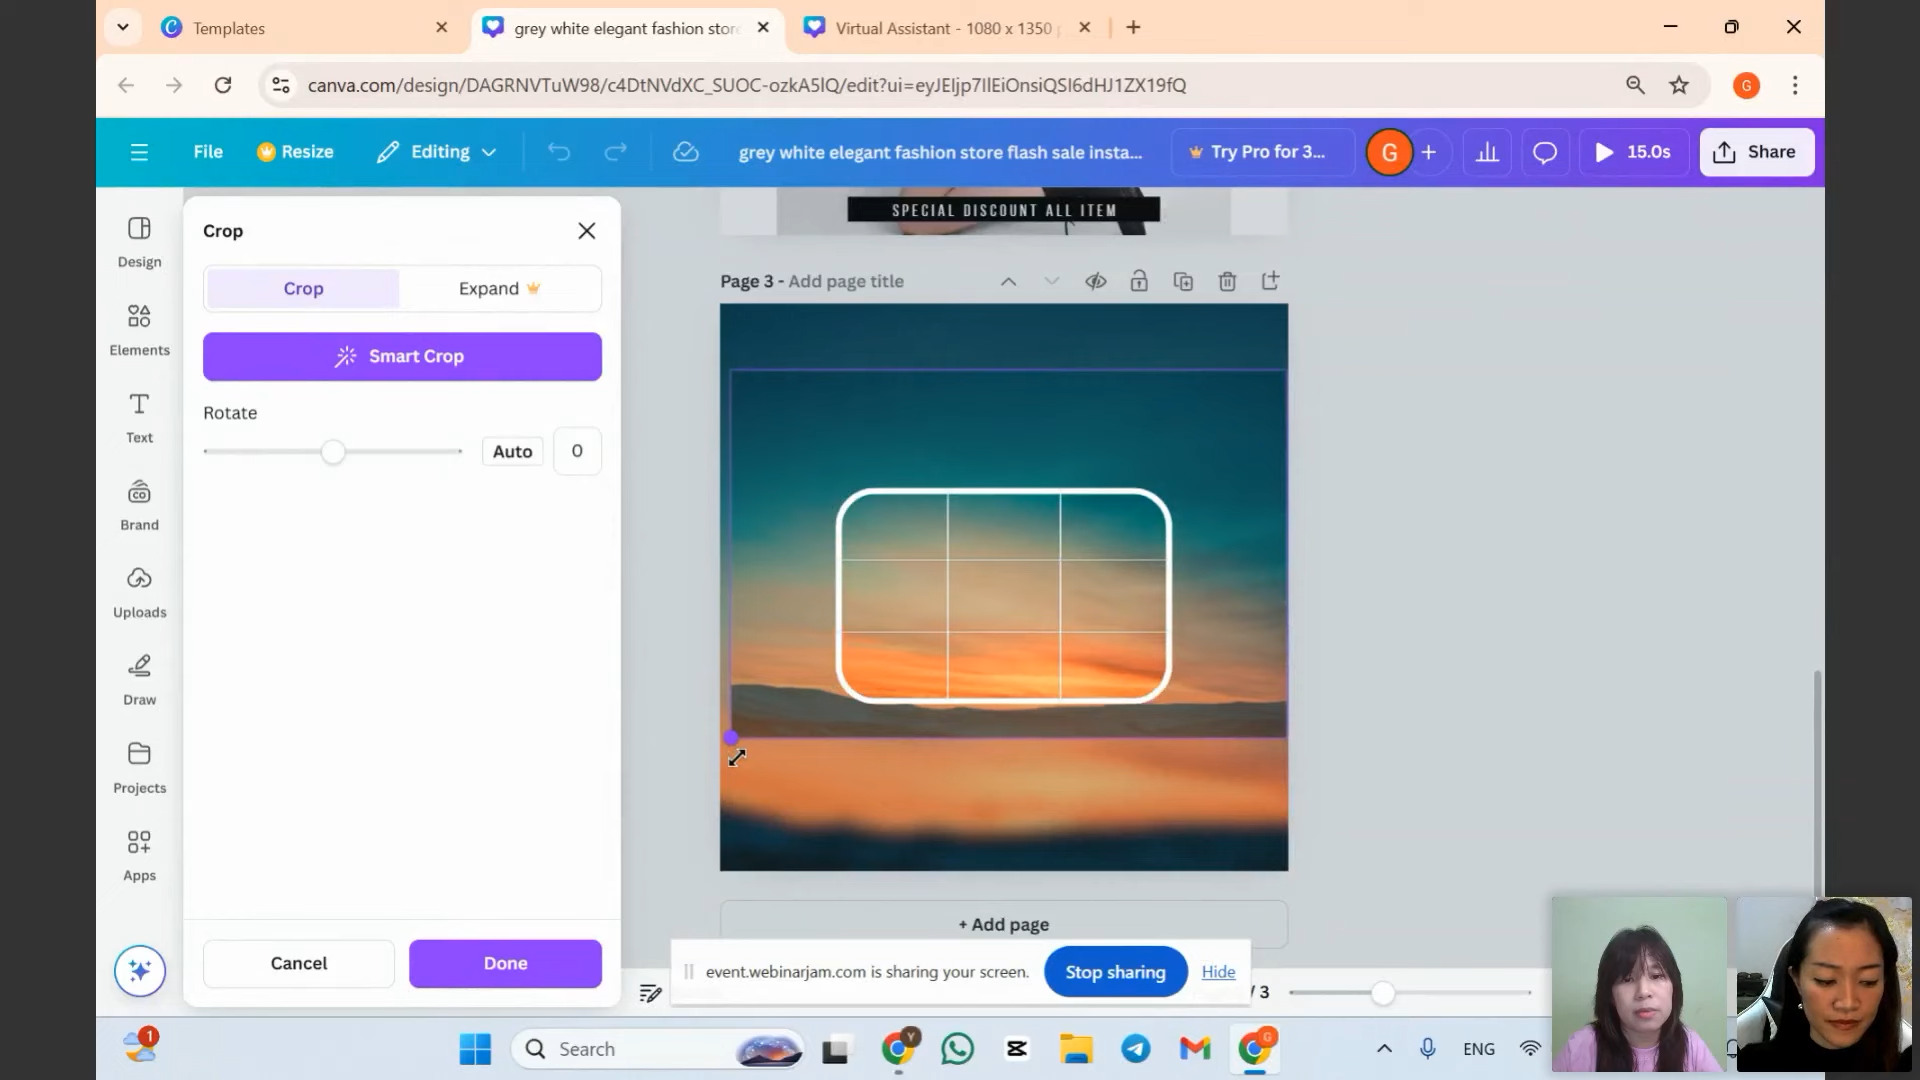 Templates
grey white elegant fashion store
Virtual Assistant - 1080 x 1350
canva.com/design/DAGRNVTuW98/c4DtNVdXC_SUOC-ozkA5lQ/edit?ui=eyJEIjp7IlEiOnsiQSI6dHJ1ZX19fQ
G
File
Resize
Editing
grey white elegant fashion store flash sale insta...
Try Pro for 3...
G
15.0s
Share
Design
Elements
Text
Brand
Uploads
Draw
Projects
Apps
Crop
Crop
Expand
Smart Crop
Rotate
Auto
0
Cancel
Done
SPECIAL DISCOUNT ALL ITEM
Page 3 - Add page title
+ Add page
event.webinarjam.com is sharing your screen.
Stop sharing
Hide
/ 3
1
Search
Y
G
ENG